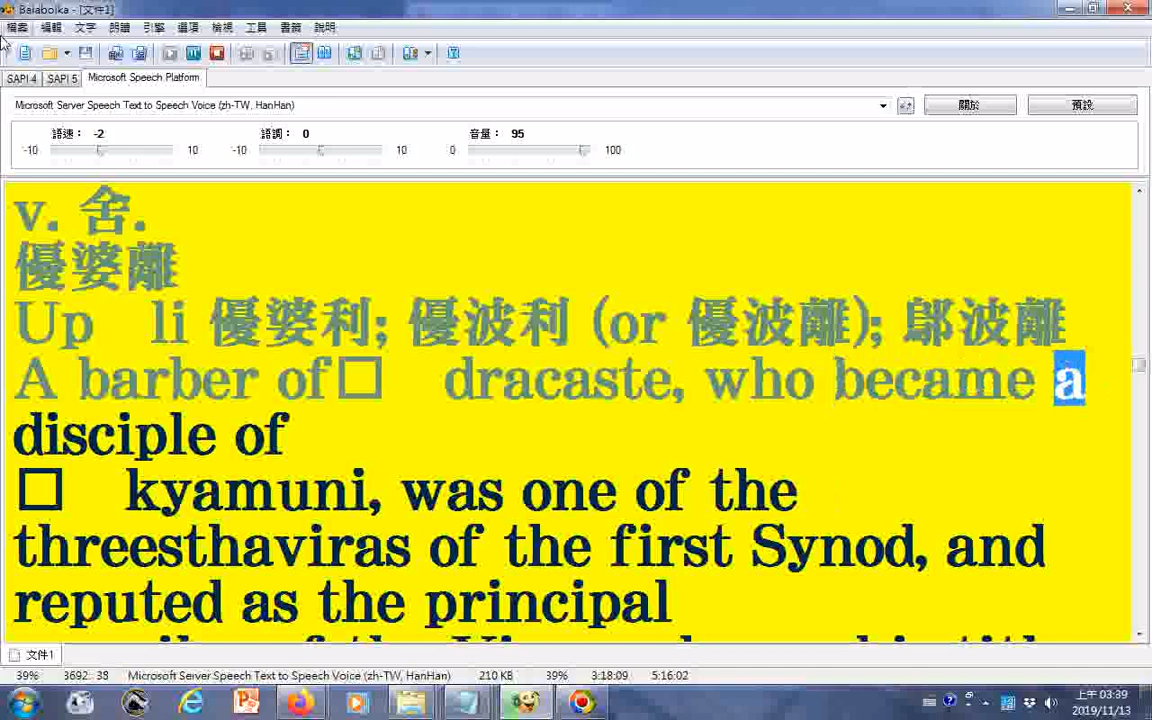 Balabolka - [文件1]
檔案 編輯 文字 朗讀 引擎 選項 檢視 工具 書籤 說明
SAPI 4 SAPI 5 Microsoft Speech Platform
Microsoft Server Speech Text to Speech Voice (zh-TW, HanHan) 關於 預設
語速： -2 語調： 0 音量： 95
-10 10 -10 10 0 100
v. 舍.
優婆離
Up li 優婆利; 優波利 (or 優波離); 鄔波離
A barber of□ dracaste, who became a
disciple of
□ kyamuni, was one of the
threesthaviras of the first Synod, and
reputed as the principal
文件1
39% 3692: 38 Microsoft Server Speech Text to Speech Voice (zh-TW, HanHan) 210 KB 39% 3:18:09 5:16:02
上午 03:39
2019/11/13